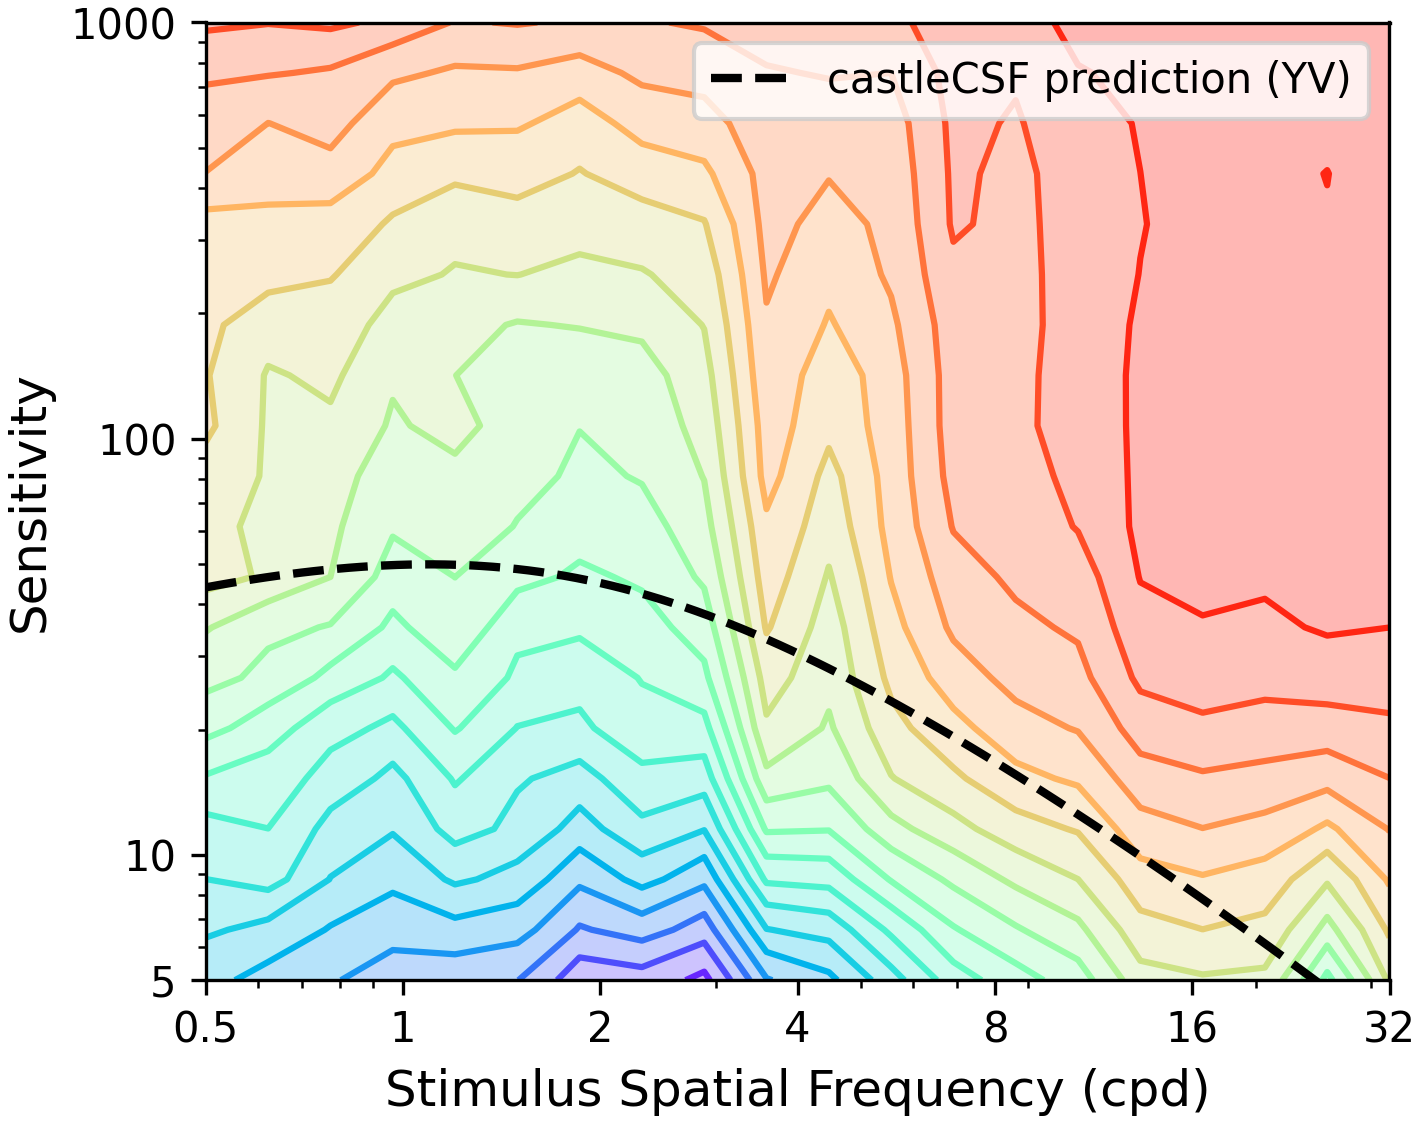 1000
castleCSF prediction (YV)
100
Sensitivity
10
5
0.5 1 2 4 8 16 32
Stimulus Spatial Frequency (cpd)